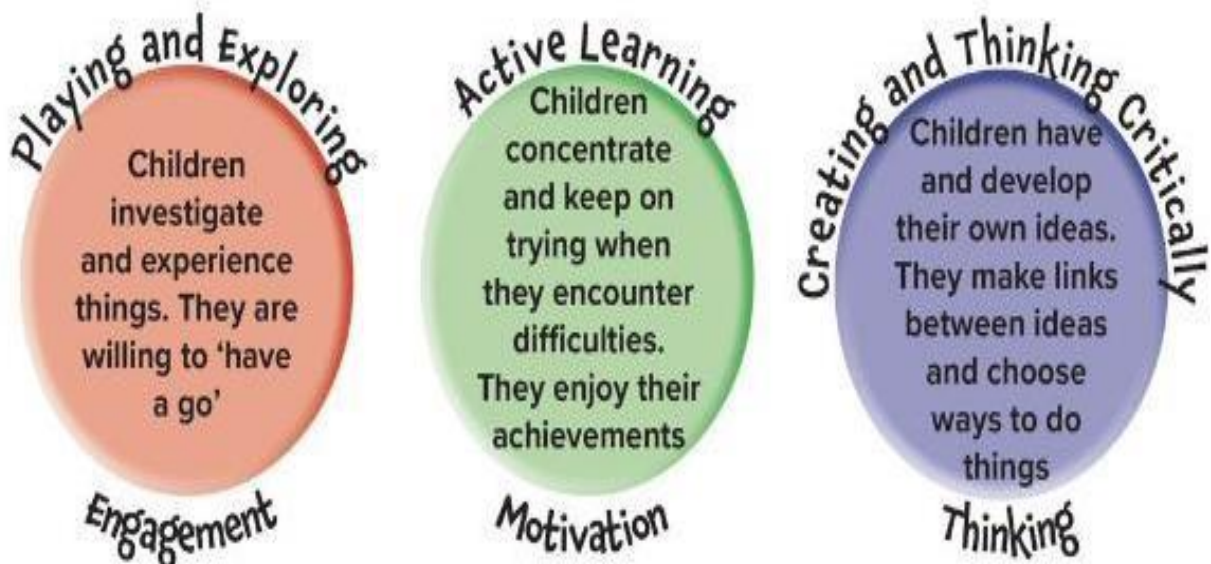 Playing and Exploring
Children
investigate
and experience
things. They are
willing to ‘have
a go’
Engagement
Active Learning
Children
concentrate
and keep on
trying when
they encounter
difficulties.
They enjoy their
achievements
Motivation
Creating and Thinking Critically
Children have
and develop
their own ideas.
They make links
between ideas
and choose
ways to do
things
Thinking